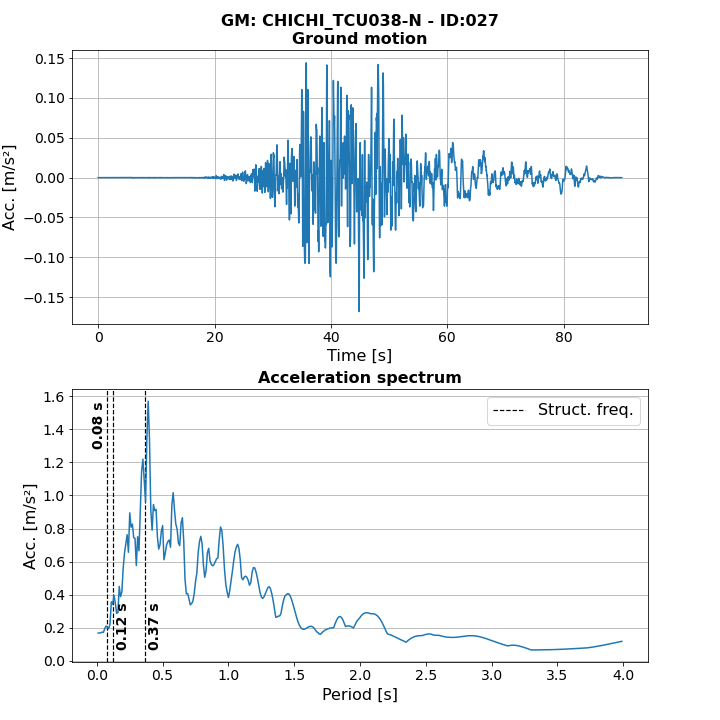 GM: CHICHI_TCU038-N - ID:027
Ground motion
0.15
0.10
0.05
0.00
−0.05
−0.10
−0.15
Acc. [m/s²]
0
20
40
60
80
Time [s]
Acceleration spectrum
1.6
1.4
1.2
1.0
0.8
0.6
0.4
0.2
0.0
Acc. [m/s²]
Struct. freq.
0.08 s
0.12 s
0.37 s
0.0
0.5
1.0
1.5
2.0
2.5
3.0
3.5
4.0
Period [s]